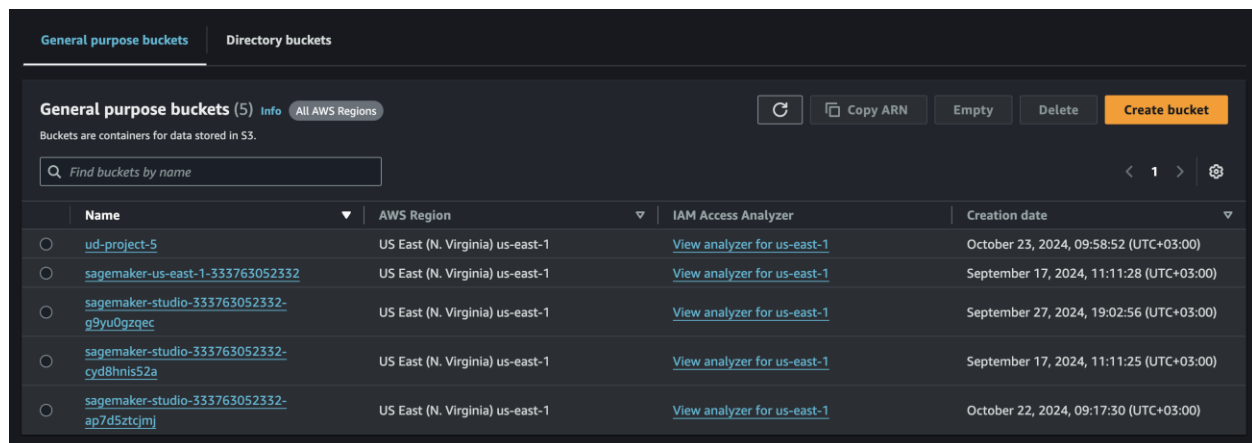 General purpose buckets Directory buckets
General purpose buckets (5) Info All AWS Regions Copy ARN Empty Delete Create bucket
Buckets are containers for data stored in S3.
Find buckets by name 1
Name AWS Region IAM Access Analyzer Creation date
ud-project-5 US East (N. Virginia) us-east-1 View analyzer for us-east-1 October 23, 2024, 09:58:52 (UTC+03:00)
sagemaker-us-east-1-333763052332 US East (N. Virginia) us-east-1 View analyzer for us-east-1 September 17, 2024, 11:11:28 (UTC+03:00)
sagemaker-studio-333763052332-
g9yu0gzqec US East (N. Virginia) us-east-1 View analyzer for us-east-1 September 27, 2024, 19:02:56 (UTC+03:00)
sagemaker-studio-333763052332-
cyd8hnis52a US East (N. Virginia) us-east-1 View analyzer for us-east-1 September 17, 2024, 11:11:25 (UTC+03:00)
sagemaker-studio-333763052332-
ap7d5ztcjmj US East (N. Virginia) us-east-1 View analyzer for us-east-1 October 22, 2024, 09:17:30 (UTC+03:00)